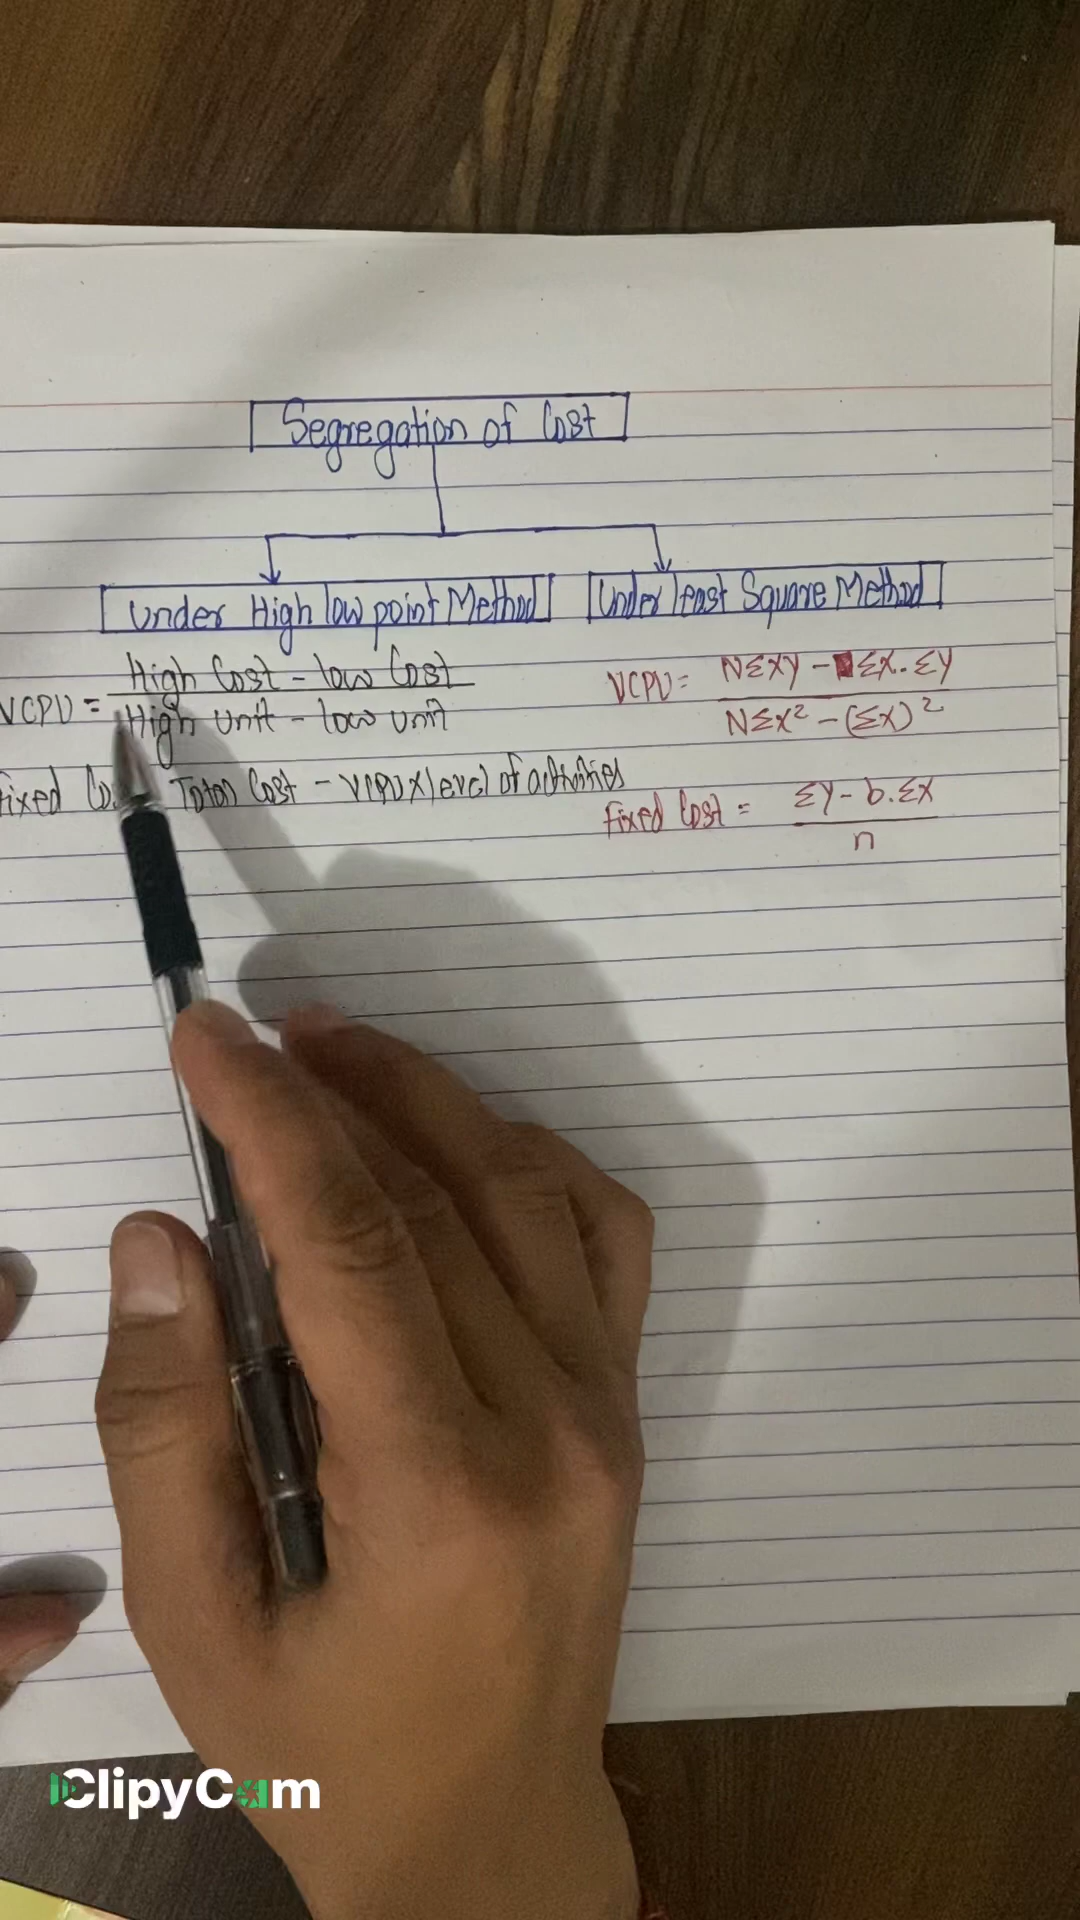 Segregation of Cost
Under High low point Method
VCPU = High Cost - low Cost
High unit - low unit
fixed Total Cost - VCPU X level of activities
Under least Square Method
VCPU = NΣXY - ΣX.ΣY
NΣX² - (ΣX)²
Fixed Cost = ΣY - b.ΣX
n
ClipyCam